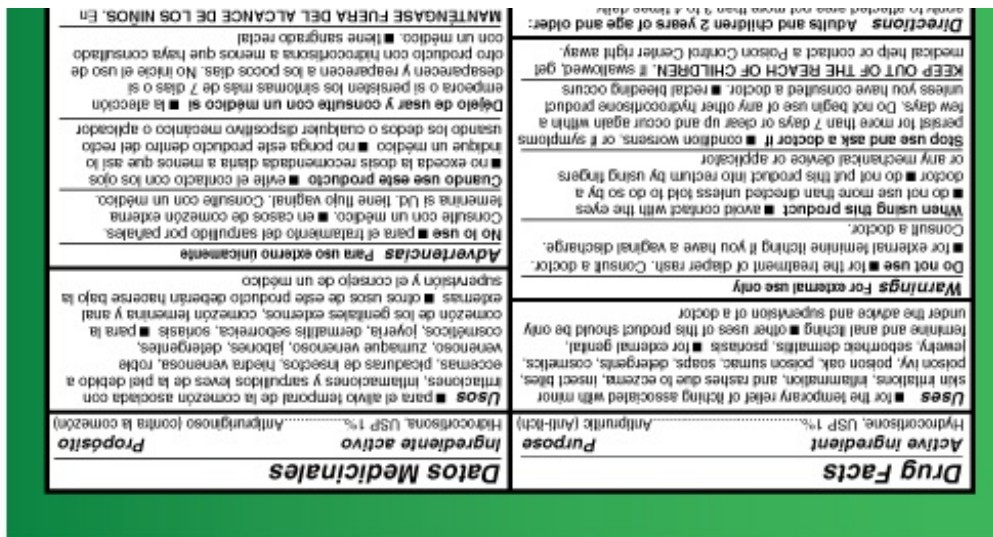 Drug Facts
Active ingredient Purpose
Hydrocortisone, USP 1%..............Antipruritic (Anti-itch)
Uses ■ for the temporary relief of itching associated with minor
skin irritations, inflammation, and rashes due to eczema, insect bites,
poison ivy, poison oak, poison sumac, soaps, detergents, cosmetics,
jewelry, seborrheic dermatitis, psoriasis ■ for external genital,
feminine and anal itching ■ other uses of this product should be only
under the advice and supervision of a doctor
Warnings For external use only
Do not use ■ for the treatment of diaper rash. Consult a doctor.
■ for external feminine itching if you have a vaginal discharge.
Consult a doctor.
When using this product ■ avoid contact with the eyes
■ do not use more than directed unless told to do so by a
doctor ■ do not put this product into rectum by using fingers
or any mechanical device or applicator
Stop use and ask a doctor if ■ condition worsens, or if symptoms
persist for more than 7 days or clear up and occur again within a
few days. Do not begin use of any other hydrocortisone product
unless you have consulted a doctor. ■ rectal bleeding occurs
KEEP OUT OF THE REACH OF CHILDREN. If swallowed, get
medical help or contact a Poison Control Center right away.
Directions Adults and children 2 years of age and older:
apply to affected area not more than 3 to 4 times daily
Datos Medicinales
Ingrediente activo Propósito
Hidrocortisona, USP 1%..............Antipruriginoso (contra la comezón)
Usos ■ para el alivio temporal de la comezón asociada con
irritaciones, inflamaciones y sarpullidos leves de la piel debido a
eccemas, picaduras de insectos, hiedra venenosa, roble
venenoso, zumaque venenoso, jabones, detergentes,
cosméticos, joyería, dermatitis seborreica, soriasis ■ para la
comezón de los genitales externos, comezón femenina y anal
externas ■ otros usos de este producto deberán hacerse bajo la
supervisión y el consejo de un médico
Advertencias Para uso externo únicamente
No lo use ■ para el tratamiento del sarpullido por pañales.
Consulte con un médico. ■ en casos de comezón externa
femenina si Ud. tiene flujo vaginal. Consulte con un médico.
Cuando use este producto ■ evite el contacto con los ojos
■ no exceda la dosis recomendada diaria a menos que así lo
indique un médico ■ no ponga este producto dentro del recto
usando los dedos o cualquier dispositivo mecánico o aplicador
Déjelo de usar y consulte con un médico si ■ la afección
empeora o si persisten los síntomas más de 7 días o si
desaparecen y reaparecen a los pocos días. No inicie el uso de
otro producto con hidrocortisona a menos que haya consultado
con un médico. ■ tiene sangrado rectal
MANTÉNGASE FUERA DEL ALCANCE DE LOS NIÑOS. En